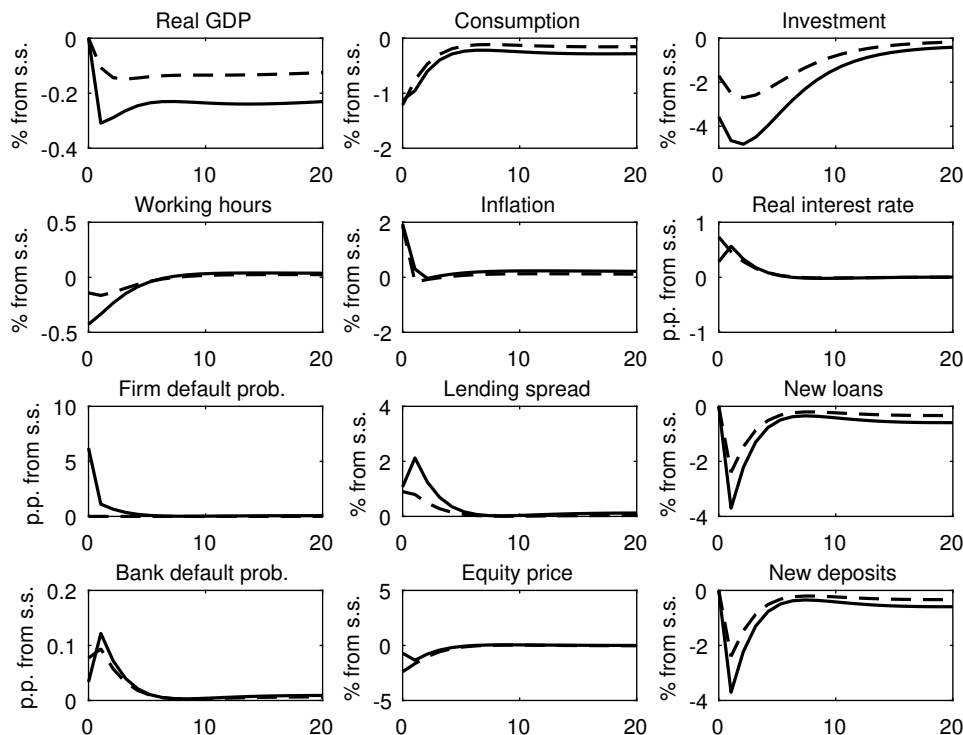 Real GDP
% from s.s.
0
-0.2
-0.4
0 10 20
Consumption
% from s.s.
0
-1
-2
0 10 20
Investment
% from s.s.
0
-2
-4
0 10 20
Working hours
% from s.s.
0.5
0
-0.5
0 10 20
Inflation
% from s.s.
2
0
-2
0 10 20
Real interest rate
p.p. from s.s.
1
0
-1
0 10 20
Firm default prob.
p.p. from s.s.
10
5
0
0 10 20
Lending spread
% from s.s.
4
2
0
0 10 20
New loans
% from s.s.
0
-2
-4
0 10 20
Bank default prob.
p.p. from s.s.
0.2
0.1
0
0 10 20
Equity price
% from s.s.
5
0
-5
0 10 20
New deposits
% from s.s.
0
-2
-4
0 10 20